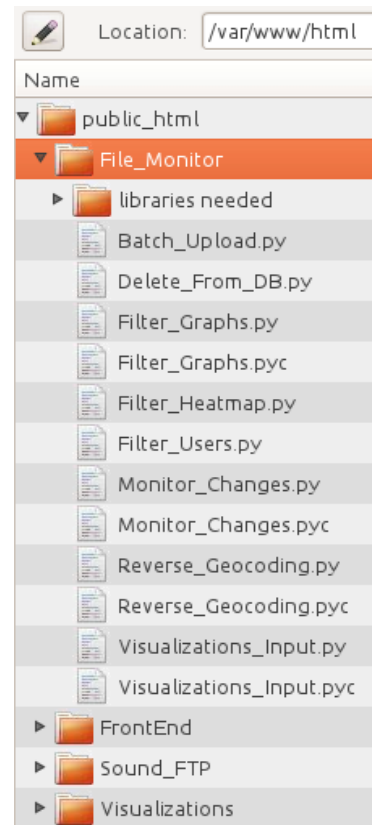 Location: /var/www/html
Name
public_html
File_Monitor
libraries needed
Batch_Upload.py
Delete_From_DB.py
Filter_Graphs.py
Filter_Graphs.pyc
Filter_Heatmap.py
Filter_Users.py
Monitor_Changes.py
Monitor_Changes.pyc
Reverse_Geocoding.py
Reverse_Geocoding.pyc
Visualizations_Input.py
Visualizations_Input.pyc
FrontEnd
Sound_FTP
Visualizations